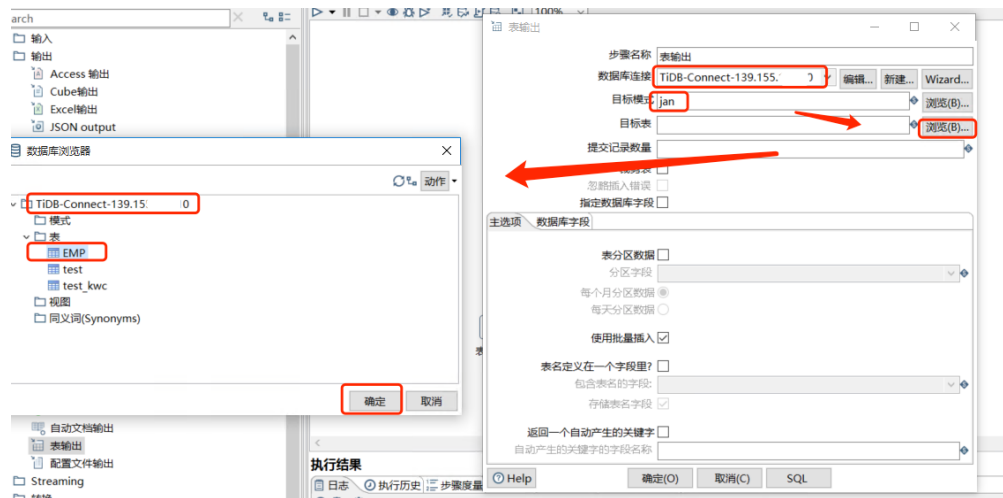 arch
100%
输入
输出
Access 输出
Cube输出
Excel输出
JSON output
数据库浏览器
动作
TiDB-Connect-139.15 0
模式
表
EMP
test
test_kwc
视图
同义词(Synonyms)
确定
取消
自动文档输出
表输出
配置文件输出
Streaming
转换
执行结果
日志
执行历史
步骤度量
表输出
步骤名称
表输出
数据库连接
TiDB-Connect-139.155.
编辑...
新建...
Wizard...
目标模式
jan
浏览(B)...
目标表
浏览(B)...
提交记录数量
忽略插入错误
指定数据库字段
主选项
数据库字段
表分区数据
分区字段
每个月分区数据
每天分区数据
使用批量插入
表名定义在一个字段里?
包含表名的字段:
存储表名字段
返回一个自动产生的关键字
自动产生的关键字的字段名称
Help
确定(O)
取消(C)
SQL